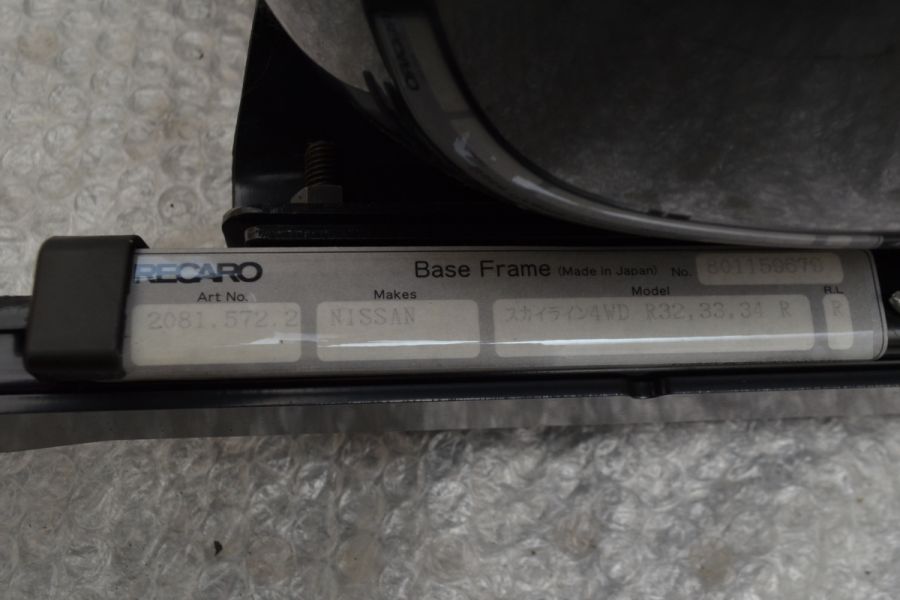 RECARO Base Frame (Made in Japan) No. 801159679
Art No. Makes Model R.L
2081.572.2 NISSAN スカイライン4WD R32,33,34 R R